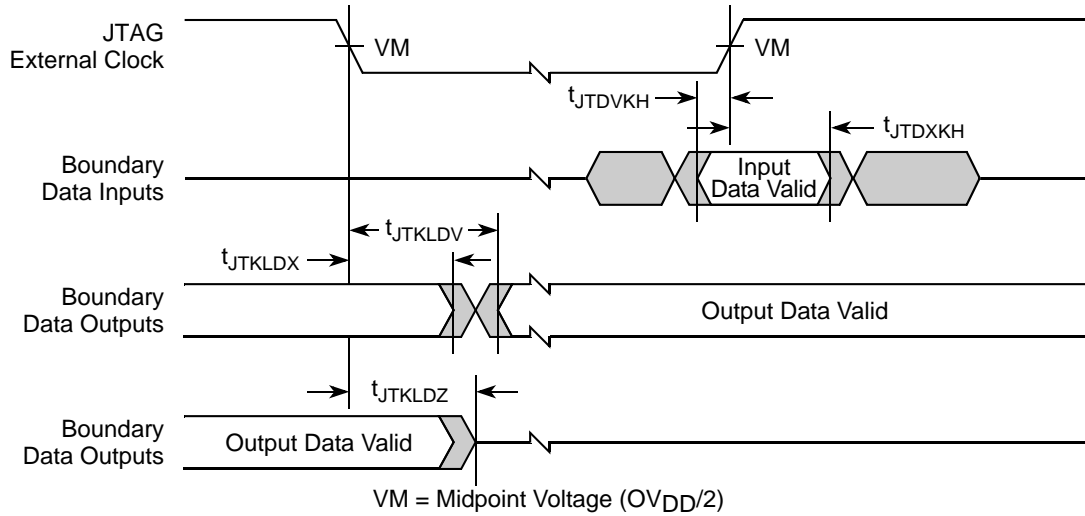 JTAG
External Clock
VM
VM
tJTDVKH
tJTDXKH
Boundary
Data Inputs
Input
Data Valid
tJTKLDV
tJTKLDX
Boundary
Data Outputs
Output Data Valid
tJTKLDZ
Boundary
Data Outputs
Output Data Valid
VM = Midpoint Voltage (OVDD/2)